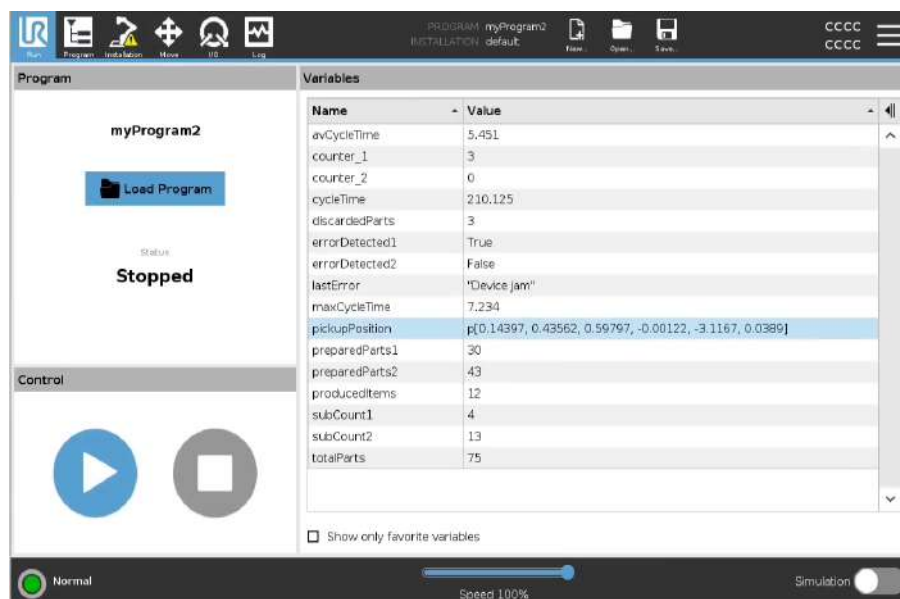 UR
PROGRAM myProgram2
INSTALLATION default
CCCC
CCCC
Run
Program
Installation
Move
I/O
Log
New...
Open...
Save...
Program
myProgram2
Load Program
Status
Stopped
Control
Variables
Name Value
avCycleTime 5.451
counter_1 3
counter_2 0
cycleTime 210.125
discardedParts 3
errorDetected1 True
errorDetected2 False
lastError "Device jam"
maxCycleTime 7.234
pickupPosition p[0.14397, 0.43562, 0.59797, -0.00122, -3.1167, 0.0389]
preparedParts1 30
preparedParts2 43
producedItems 12
subCount1 4
subCount2 13
totalParts 75
Show only favorite variables
Normal
Speed 100%
Simulation